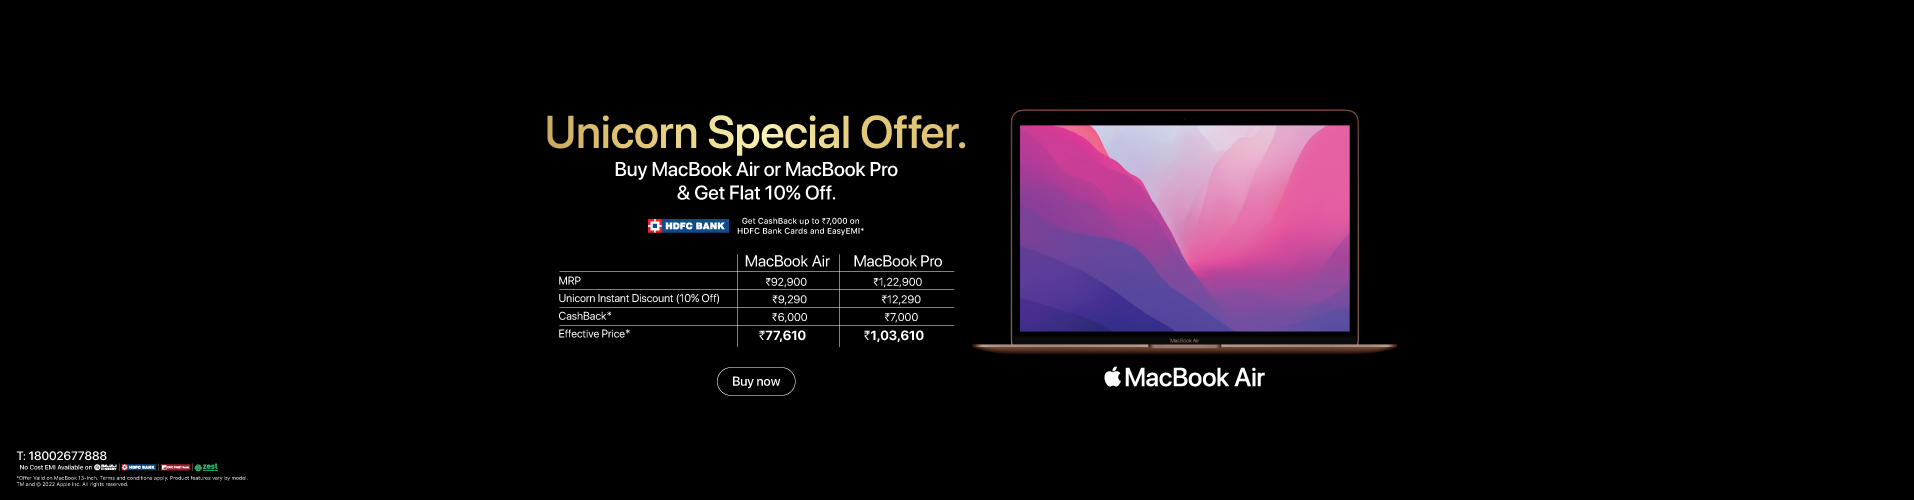 Unicorn Special Offer.
Buy MacBook Air or MacBook Pro
& Get Flat 10% Off.
HDFC BANK
Get CashBack up to ₹7,000 on
HDFC Bank Cards and EasyEMI*
MacBook Air MacBook Pro
MRP ₹92,900 ₹1,22,900
Unicorn Instant Discount (10% Off) ₹9,290 ₹12,290
CashBack* ₹6,000 ₹7,000
Effective Price* ₹77,610 ₹1,03,610
Buy now
MacBook Air
MacBook Air
T: 18002677888
No Cost EMI Available on HDFC BANK zest
*Offer Valid on MacBook 13-inch. Terms and conditions apply. Product features vary by model.
TM and © 2022 Apple Inc. All rights reserved.